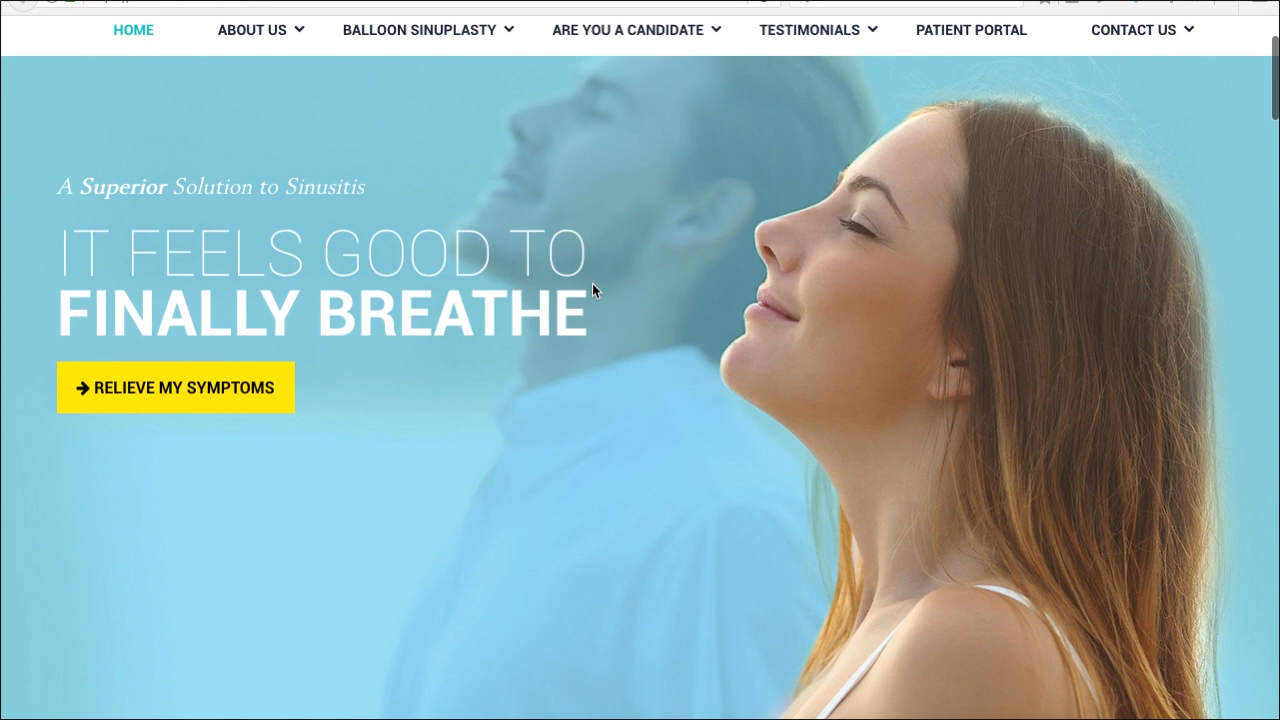 HOME ABOUT US BALLOON SINUPLASTY ARE YOU A CANDIDATE TESTIMONIALS PATIENT PORTAL CONTACT US
A Superior Solution to Sinusitis
IT FEELS GOOD TO
FINALLY BREATHE
RELIEVE MY SYMPTOMS